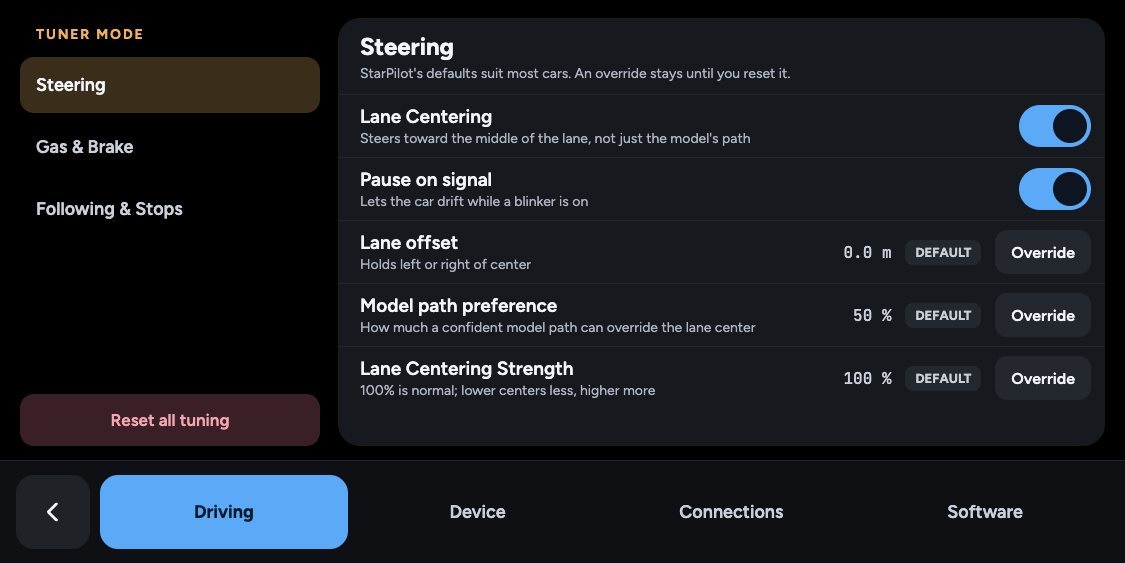 TUNER MODE
Steering
Gas & Brake
Following & Stops
Reset all tuning
Steering
StarPilot's defaults suit most cars. An override stays until you reset it.
Lane Centering
Steers toward the middle of the lane, not just the model's path
Pause on signal
Lets the car drift while a blinker is on
Lane offset
Holds left or right of center
0.0 m
DEFAULT
Override
Model path preference
How much a confident model path can override the lane center
50 %
DEFAULT
Override
Lane Centering Strength
100% is normal; lower centers less, higher more
100 %
DEFAULT
Override
Driving
Device
Connections
Software